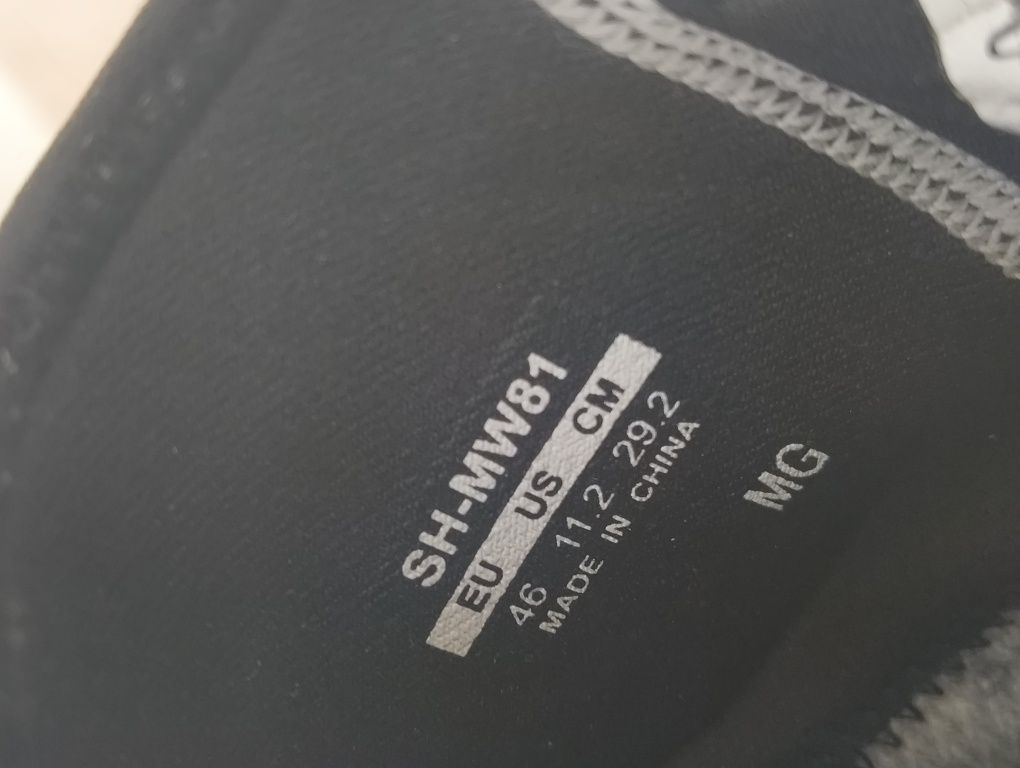 SH-MW81
EU US CM
46 11.2 29.2
MADE IN CHINA
MG